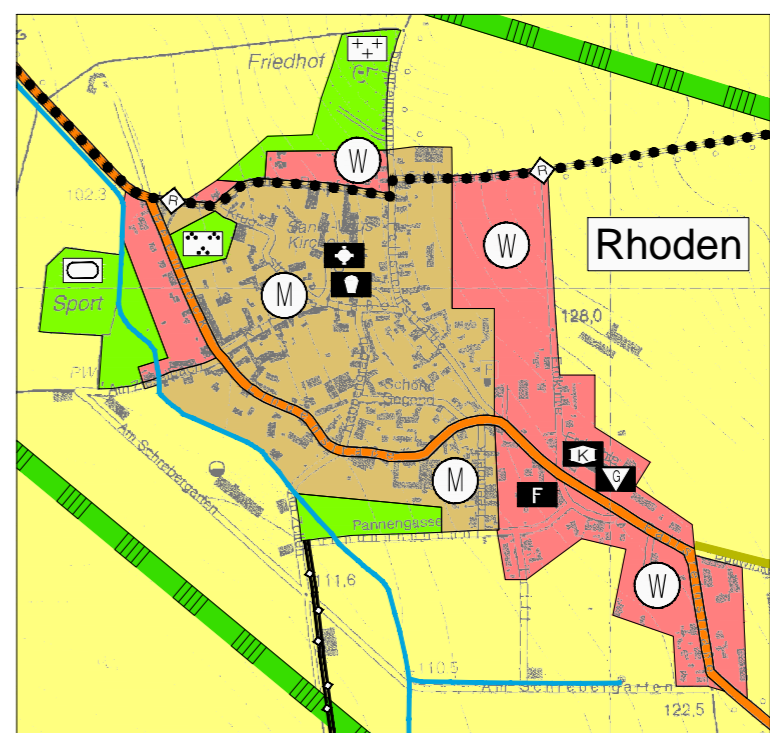 Friedhof
W
R
R
102.3
W
Rhoden
Sport
M
128,0
Am Schrebergarten
K
G
M
F
Pannengasse
111,6
W
110,5
Am Schrebergarten
122,5